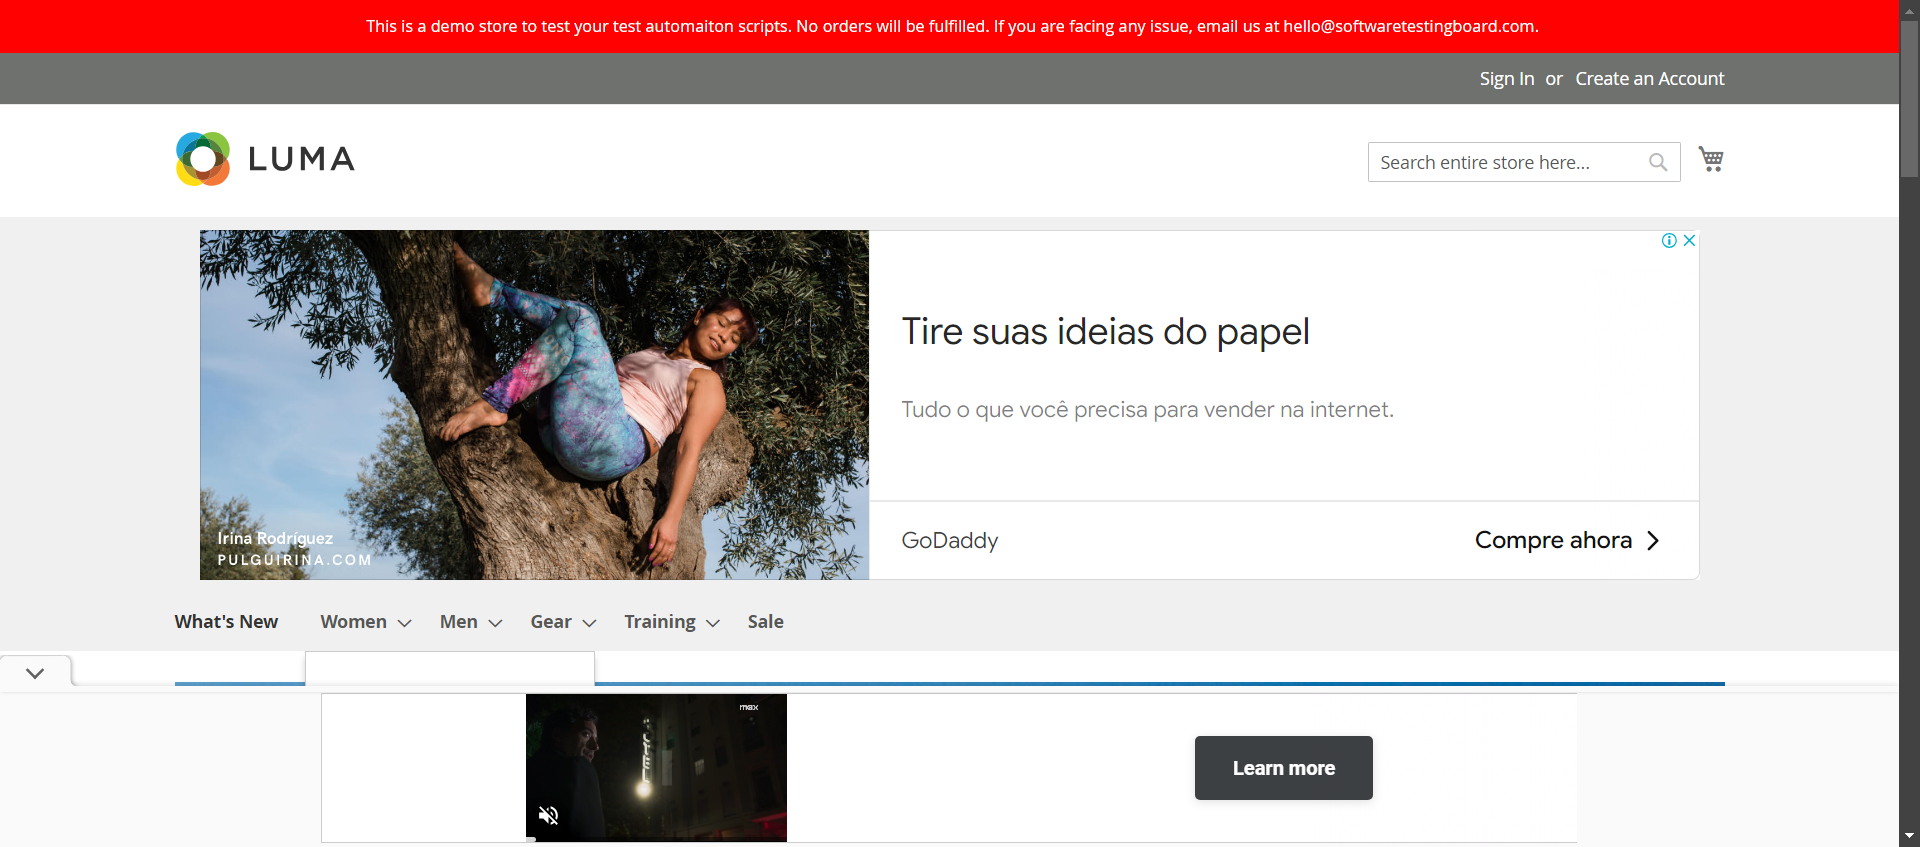 This is a demo store to test your test automaiton scripts. No orders will be fulfilled. If you are facing any issue, email us at hello@softwaretestingboard.com.
Sign In or Create an Account
LUMA
Search entire store here...
Tire suas ideias do papel
Tudo o que você precisa para vender na internet.
Irina Rodríguez
PULGUIRINA.COM
GoDaddy
Compre ahora
What's New Women Men Gear Training Sale
Learn more